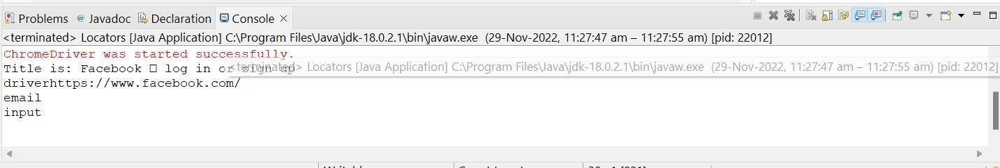 Problems @ Javadoc Declaration Console ×
<terminated> Locators [Java Application] C:\Program Files\Java\jdk-18.0.2.1\bin\javaw.exe (29-Nov-2022, 11:27:47 am – 11:27:55 am) [pid: 22012]
ChromeDriver was started successfully.
Title is: Facebook □ log in or sign up
<terminated> Locators [Java Application] C:\Program Files\Java\jdk-18.0.2.1\bin\javaw.exe (29-Nov-2022, 11:27:47 am – 11:27:55 am) [pid: 22012]
driverhttps://www.facebook.com/
email
input